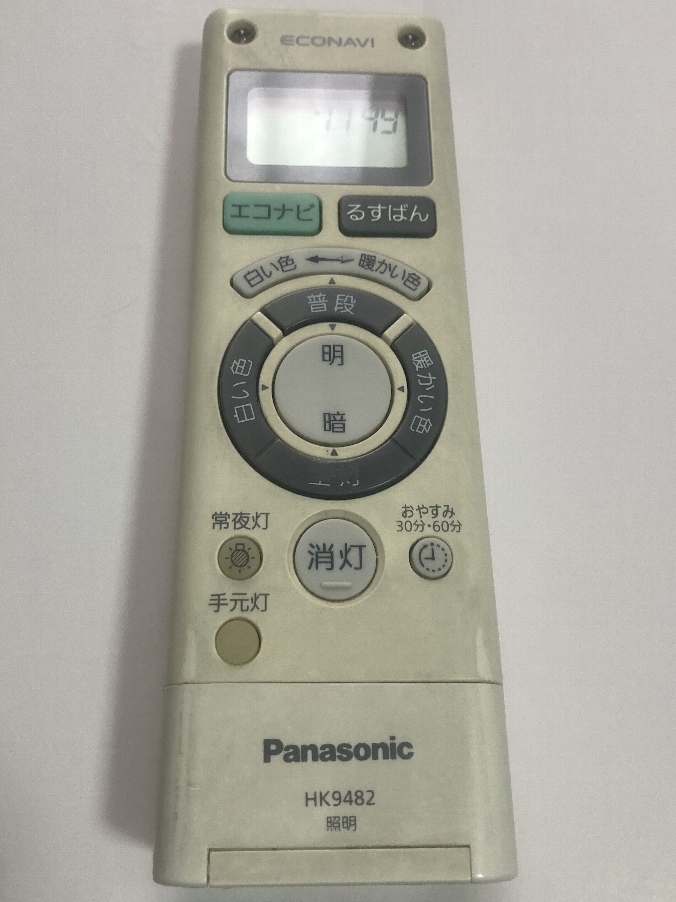 ECONAVI
エコナビ
るすばん
白い色
暖かい色
普段
白い色
明
暖かい色
暗
常夜灯
消灯
おやすみ
30分・60分
手元灯
Panasonic
HK9482
照明